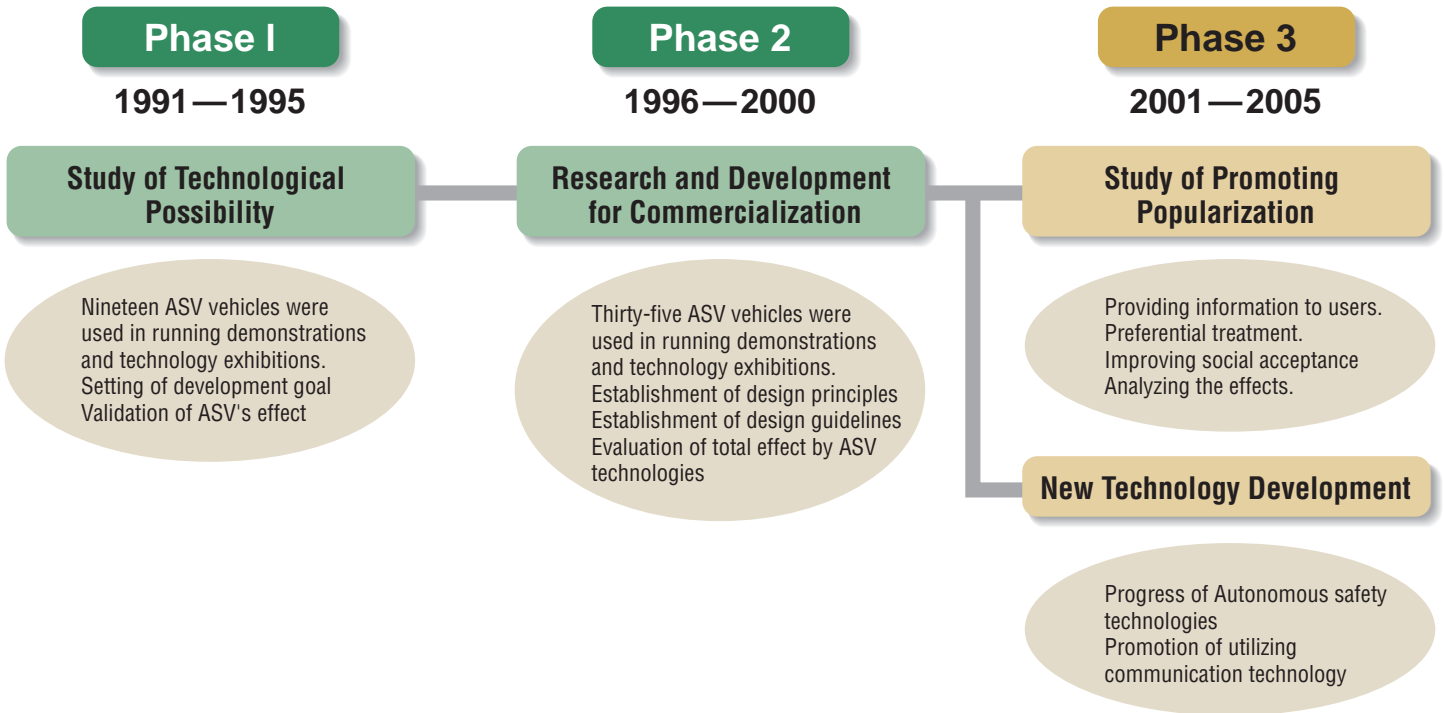 Phase I
1991—1995
Study of Technological
Possibility
Nineteen ASV vehicles were
used in running demonstrations
and technology exhibitions.
Setting of development goal
Validation of ASV's effect
Phase 2
1996—2000
Research and Development
for Commercialization
Thirty-five ASV vehicles were
used in running demonstrations
and technology exhibitions.
Establishment of design principles
Establishment of design guidelines
Evaluation of total effect by ASV
technologies
Phase 3
2001—2005
Study of Promoting
Popularization
Providing information to users.
Preferential treatment.
Improving social acceptance
Analyzing the effects.
New Technology Development
Progress of Autonomous safety
technologies
Promotion of utilizing
communication technology